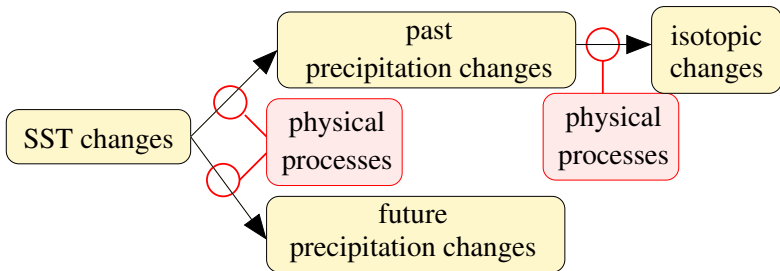 past
precipitation changes
isotopic
changes
SST changes
physical
processes
physical
processes
future
precipitation changes